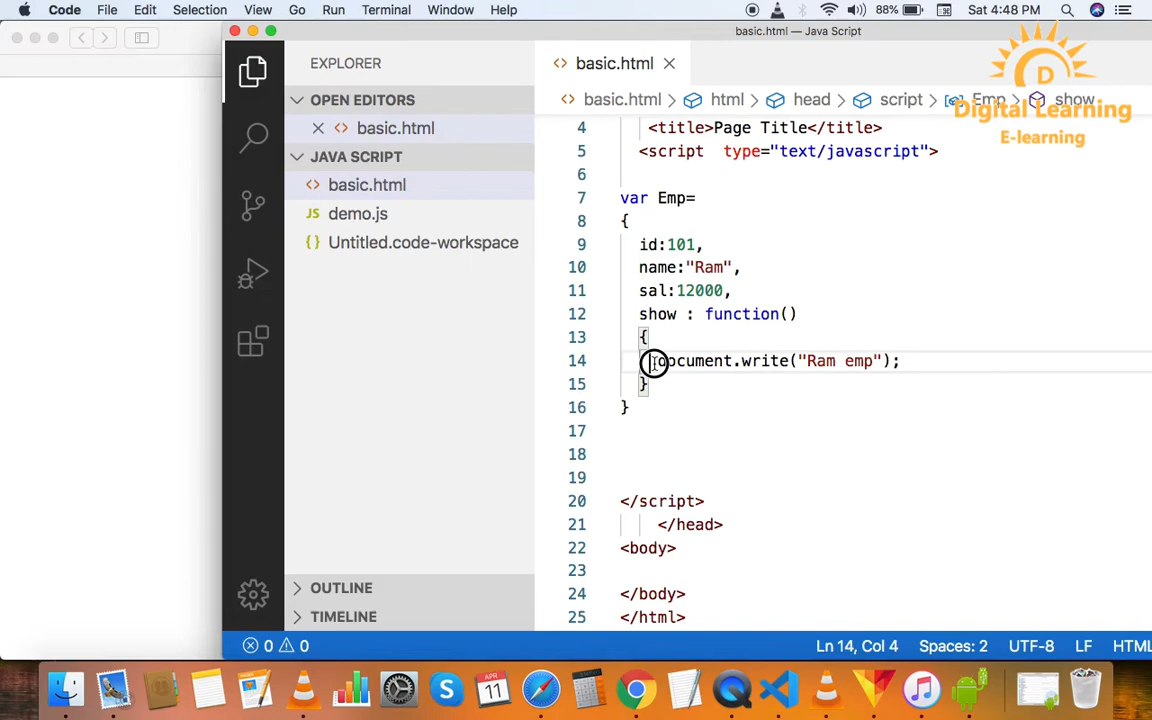 Code File Edit Selection View Go Run Terminal Window Help 88% Sat 4:48 PM
basic.html — Java Script
D
Digital Learning
E-learning
EXPLORER
OPEN EDITORS
basic.html
JAVA SCRIPT
basic.html
JS demo.js
{} Untitled.code-workspace
OUTLINE
TIMELINE
basic.html
basic.html > html > head > script > Emp > show
4 <title>Page Title</title>
5 <script type="text/javascript">
6
7 var Emp=
8 {
9 id:101,
10 name:"Ram",
11 sal:12000,
12 show : function()
13 {
14 document.write("Ram emp");
15 }
16 }
17
18
19
20 </script>
21 </head>
22 <body>
23
24 </body>
25 </html>
0 0 Ln 14, Col 4 Spaces: 2 UTF-8 LF HTML
APR
11